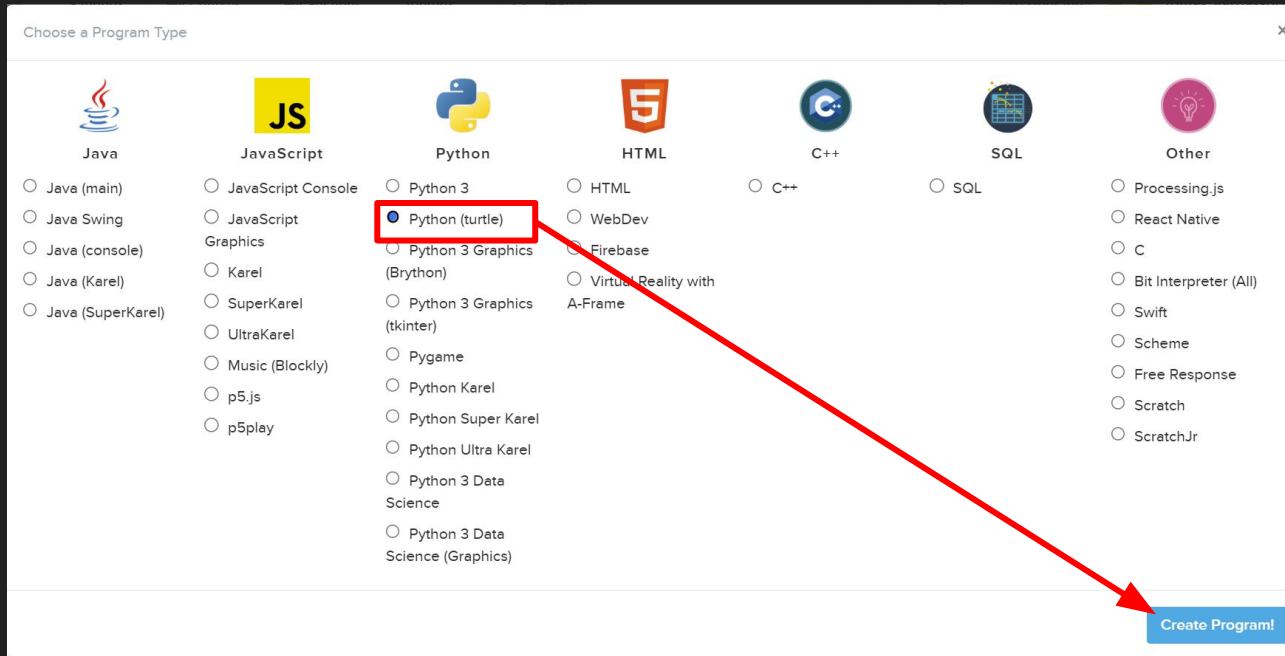 Choose a Program Type
×
JS
5
C++
Java
JavaScript
Python
HTML
C++
SQL
Other
Java (main)
Java Swing
Java (console)
Java (Karel)
Java (SuperKarel)
JavaScript Console
JavaScript
Graphics
Karel
SuperKarel
UltraKarel
Music (Blockly)
p5.js
p5play
Python 3
Python (turtle)
Python 3 Graphics
(Brython)
Python 3 Graphics
(tkinter)
Pygame
Python Karel
Python Super Karel
Python Ultra Karel
Python 3 Data
Science
Python 3 Data
Science (Graphics)
HTML
WebDev
Firebase
Virtual Reality with
A-Frame
C++
SQL
Processing.js
React Native
C
Bit Interpreter (All)
Swift
Scheme
Free Response
Scratch
ScratchJr
Create Program!